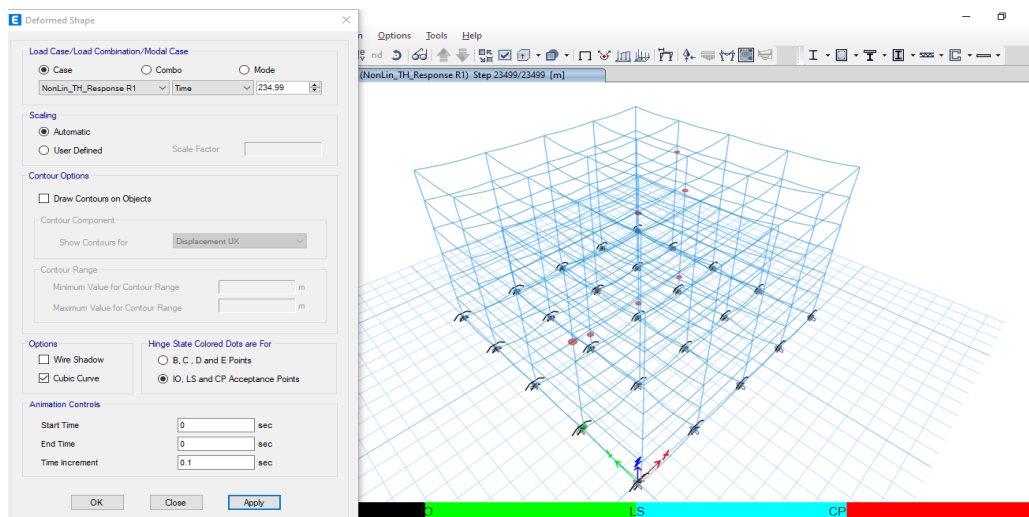 E Deformed Shape
Load Case/Load Combination/Modal Case
Case Combo Mode
NonLin_TH_Response R1 Time 234.99
Scaling
Automatic
User Defined Scale Factor
Contour Options
Draw Contours on Objects
Contour Component
Show Contours for Displacement UX
Contour Range
Minimum Value for Contour Range m
Maximum Value for Contour Range m
Options
Wire Shadow
Cubic Curve
Hinge State Colored Dots are For
B, C , D and E Points
IO, LS and CP Acceptance Points
Animation Controls
Start Time 0 sec
End Time 0 sec
Time Increment 0.1 sec
OK Close Apply
n Options Tools Help
nd
(NonLin_TH_Response R1) Step 23499/23499 [m]
O LS CP